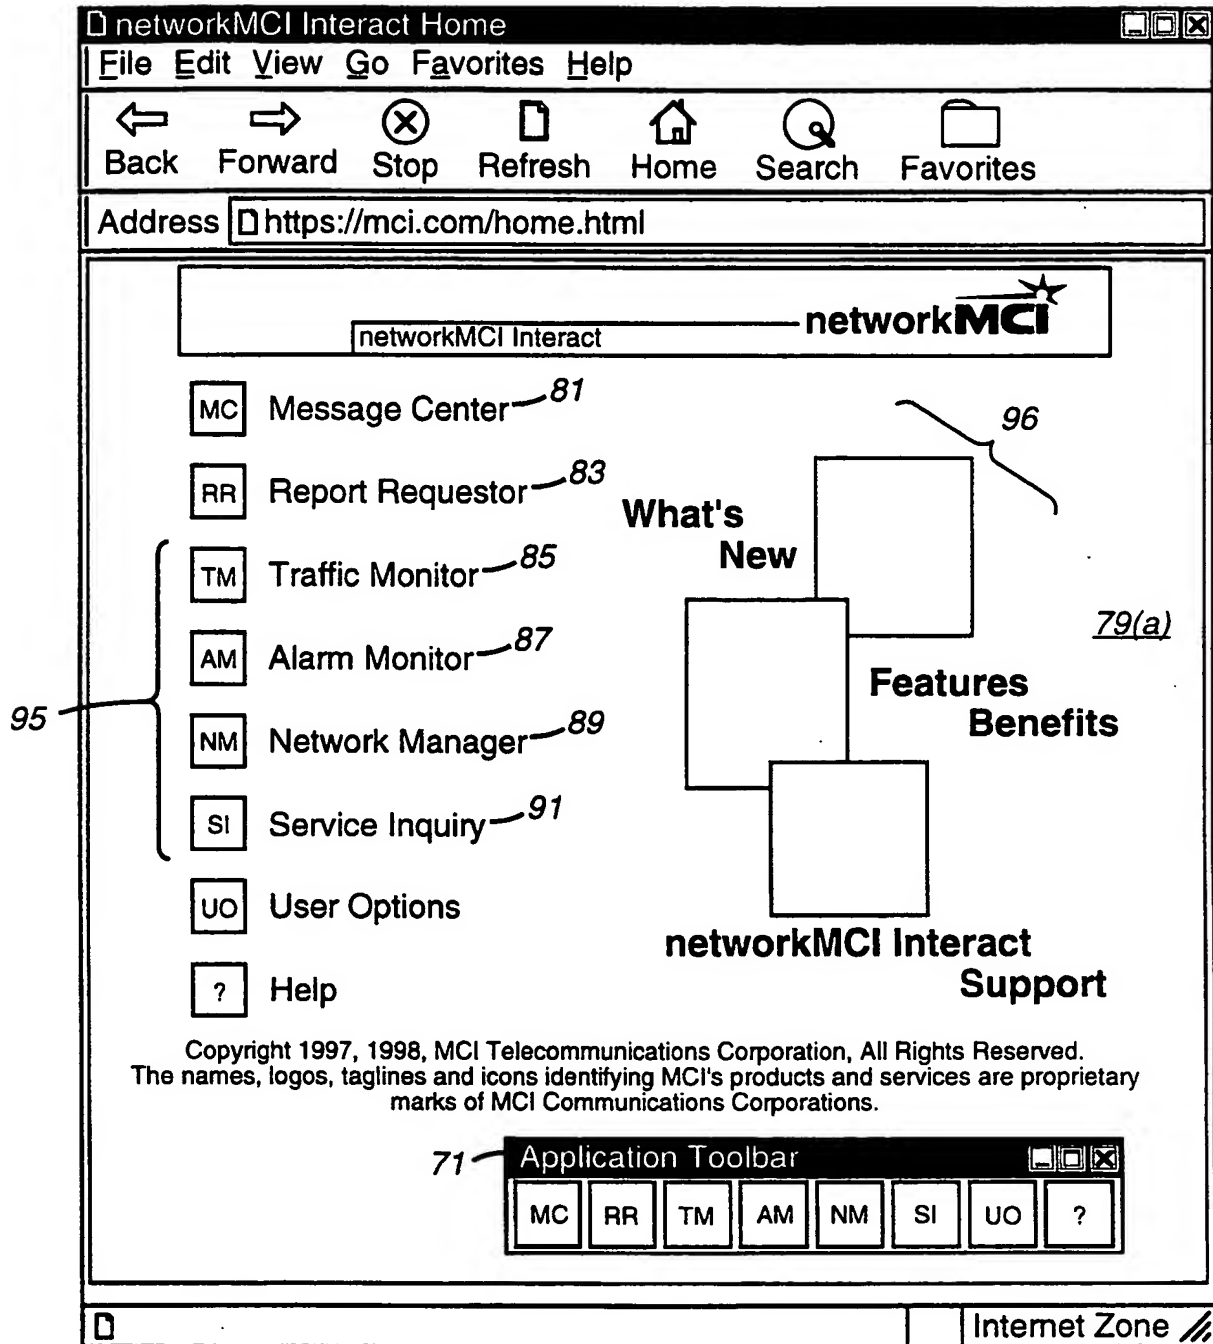 networkMCI Interact Home
File Edit View Go Favorites Help
Back Forward Stop Refresh Home Search Favorites
Address https://mci.com/home.html
networkMCI Interact
networkMCI
MC Message Center 81
RR Report Requestor 83
TM Traffic Monitor 85
AM Alarm Monitor 87
NM Network Manager 89
SI Service Inquiry 91
UO User Options
? Help
95
96
What's
New
79(a)
Features
Benefits
networkMCI Interact
Support
Copyright 1997, 1998, MCI Telecommunications Corporation, All Rights Reserved.
The names, logos, taglines and icons identifying MCI's products and services are proprietary
marks of MCI Communications Corporations.
71 Application Toolbar
MC RR TM AM NM SI UO ?
Internet Zone